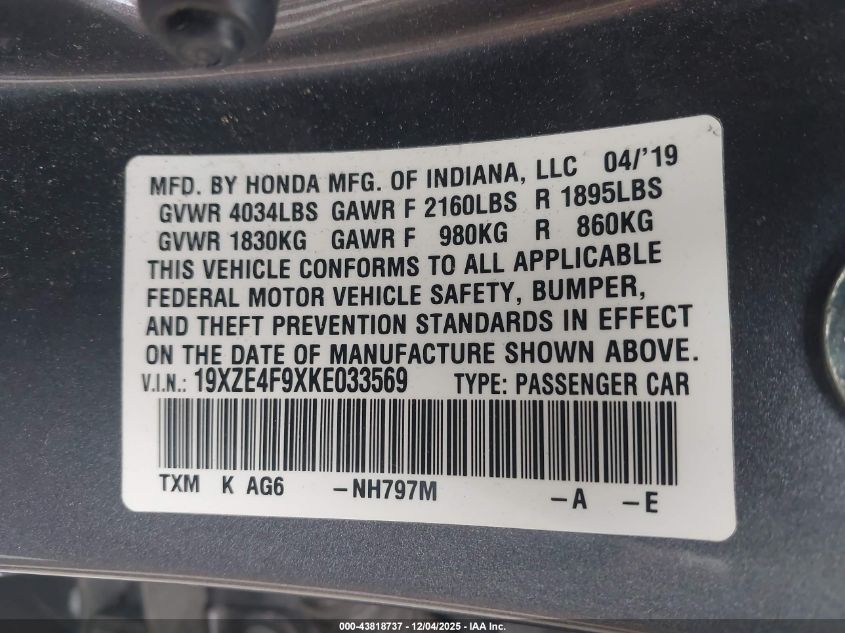 MFD. BY HONDA MFG. OF INDIANA, LLC 04/'19
GVWR 4034LBS GAWR F 2160LBS R 1895LBS
GVWR 1830KG GAWR F 980KG R 860KG
THIS VEHICLE CONFORMS TO ALL APPLICABLE
FEDERAL MOTOR VEHICLE SAFETY, BUMPER,
AND THEFT PREVENTION STANDARDS IN EFFECT
ON THE DATE OF MANUFACTURE SHOWN ABOVE.
V.I.N.: 19XZE4F9XKE033569 TYPE: PASSENGER CAR
TXM K AG6 -NH797M -A -E
000-43818737 - 12/04/2025 - IAA Inc.